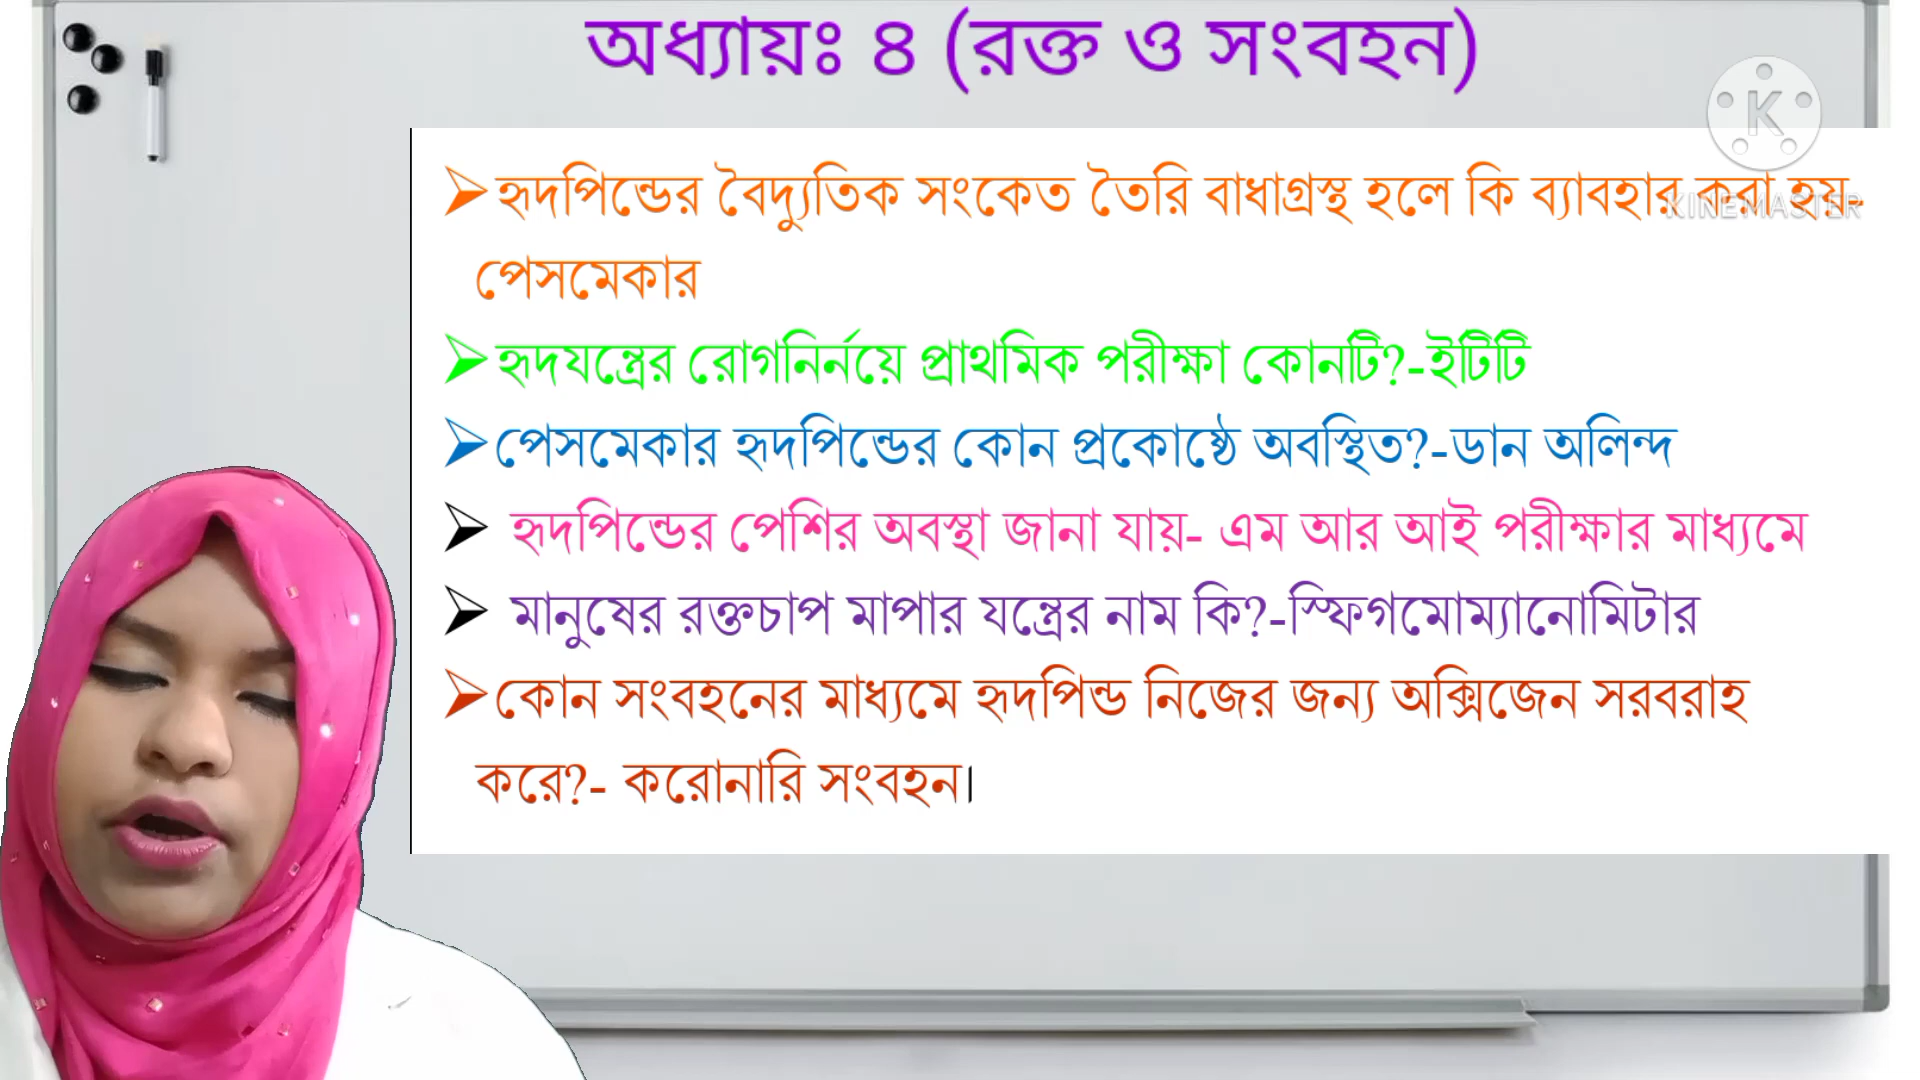 অধ্যায়ঃ ৪ (রক্ত ও সংবহন)
K
KINEMASTER
➢হৃদপিন্ডের বৈদ্যুতিক সংকেত তৈরি বাধাগ্রস্থ হলে কি ব্যাবহার করা হয়-
পেসমেকার
➢হৃদযন্ত্রের রোগনির্নয়ে প্রাথমিক পরীক্ষা কোনটি?-ইটিটি
➢পেসমেকার হৃদপিন্ডের কোন প্রকোষ্ঠে অবস্থিত?-ডান অলিন্দ
➢ হৃদপিন্ডের পেশির অবস্থা জানা যায়- এম আর আই পরীক্ষার মাধ্যমে
➢ মানুষের রক্তচাপ মাপার যন্ত্রের নাম কি?-স্ফিগমোম্যানোমিটার
➢কোন সংবহনের মাধ্যমে হৃদপিন্ড নিজের জন্য অক্সিজেন সরবরাহ
করে?- করোনারি সংবহন।